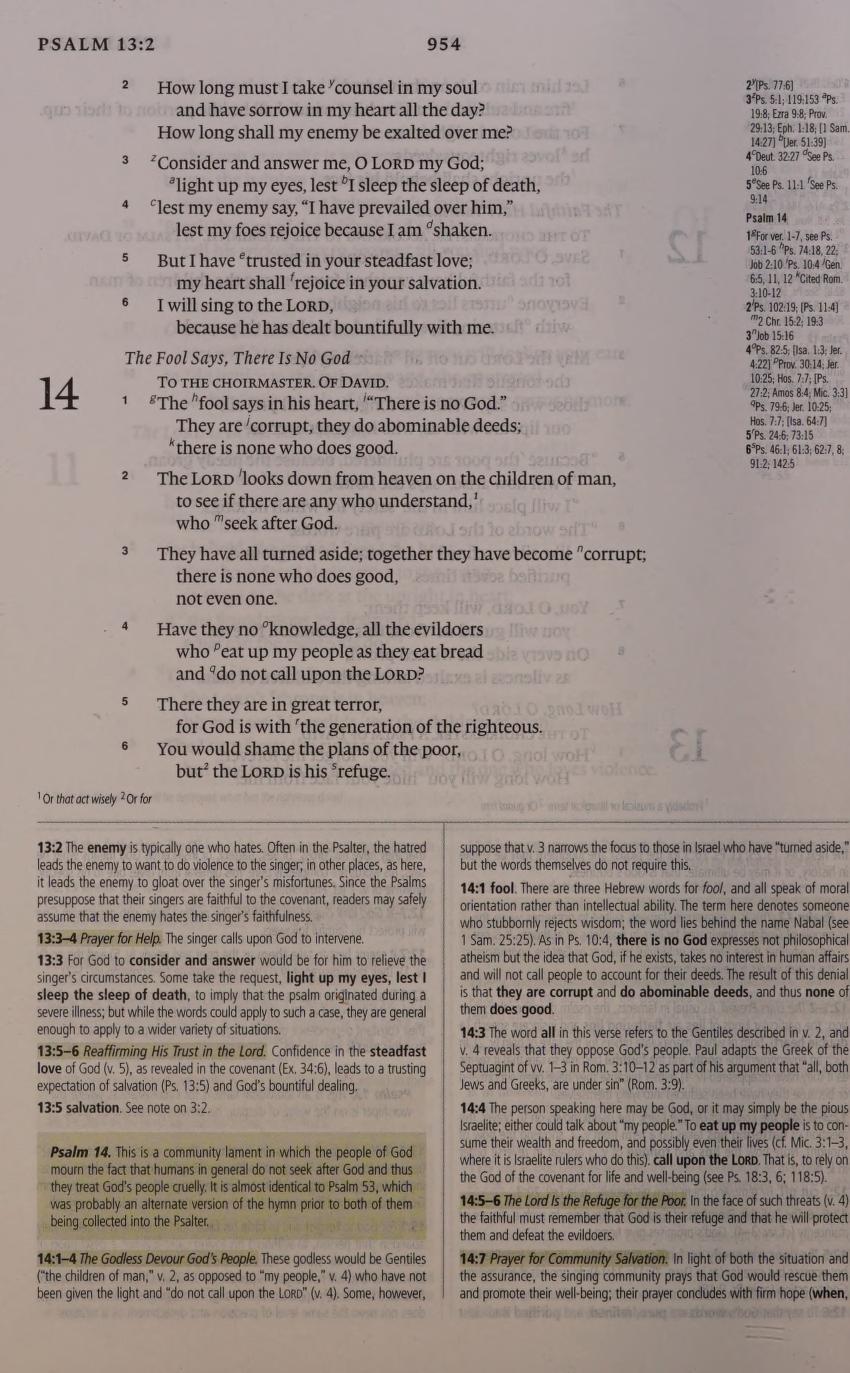 PSALM 13:2
954
2 How long must I take ʸcounsel in my soul
and have sorrow in my heart all the day?
How long shall my enemy be exalted over me?
3 ᶻConsider and answer me, O LORD my God;
ᵃlight up my eyes, lest ᵇI sleep the sleep of death,
4 ᶜlest my enemy say, “I have prevailed over him,”
lest my foes rejoice because I am ᵈshaken.
5 But I have ᵉtrusted in your steadfast love;
my heart shall ᶠrejoice in your salvation.
6 I will sing to the LORD,
because he has dealt bountifully with me.
The Fool Says, There Is No God
14
TO THE CHOIRMASTER. OF DAVID.
1 ᵍThe ʰfool says in his heart, ⁱ“There is no God.”
They are ʲcorrupt, they do abominable deeds;
ᵏthere is none who does good.
2 The LORD ˡlooks down from heaven on the children of man,
to see if there are any who understand,¹
who ᵐseek after God.
3 They have all turned aside; together they have become ⁿcorrupt;
there is none who does good,
not even one.
4 Have they no ᵒknowledge, all the evildoers
who ᵖeat up my people as they eat bread
and ᑫdo not call upon the LORD?
5 There they are in great terror,
for God is with ʳthe generation of the righteous.
6 You would shame the plans of the poor,
but² the LORD is his ˢrefuge.
¹ Or that act wisely ² Or for
2ʸ[Ps. 77:6]
3ᶻPs. 5:1; 119:153 ᵃPs.
19:8; Ezra 9:8; Prov.
29:13; Eph. 1:18; [1 Sam.
14:27] ᵇ[Jer. 51:39]
4ᶜDeut. 32:27 ᵈSee Ps.
10:6
5ᵉSee Ps. 11:1 ᶠSee Ps.
9:14
Psalm 14
1ᵍFor ver. 1-7, see Ps.
53:1-6 ʰPs. 74:18, 22;
Job 2:10 ⁱPs. 10:4 ʲGen.
6:5, 11, 12 ᵏCited Rom.
3:10-12
2ˡPs. 102:19; [Ps. 11:4]
ᵐ2 Chr. 15:2; 19:3
3ⁿJob 15:16
4ᵒPs. 82:5; [Isa. 1:3; Jer.
4:22] ᵖProv. 30:14; Jer.
10:25; Hos. 7:7; [Ps.
27:2; Amos 8:4; Mic. 3:3]
ᑫPs. 79:6; Jer. 10:25;
Hos. 7:7; [Isa. 64:7]
5ʳPs. 24:6; 73:15
6ˢPs. 46:1; 61:3; 62:7, 8;
91:2; 142:5
13:2 The enemy is typically one who hates. Often in the Psalter, the hatred
leads the enemy to want to do violence to the singer; in other places, as here,
it leads the enemy to gloat over the singer's misfortunes. Since the Psalms
presuppose that their singers are faithful to the covenant, readers may safely
assume that the enemy hates the singer's faithfulness.
13:3–4 Prayer for Help. The singer calls upon God to intervene.
13:3 For God to consider and answer would be for him to relieve the
singer's circumstances. Some take the request, light up my eyes, lest I
sleep the sleep of death, to imply that the psalm originated during a
severe illness; but while the words could apply to such a case, they are general
enough to apply to a wider variety of situations.
13:5–6 Reaffirming His Trust in the Lord. Confidence in the steadfast
love of God (v. 5), as revealed in the covenant (Ex. 34:6), leads to a trusting
expectation of salvation (Ps. 13:5) and God's bountiful dealing.
13:5 salvation. See note on 3:2.
Psalm 14. This is a community lament in which the people of God
mourn the fact that humans in general do not seek after God and thus
they treat God's people cruelly. It is almost identical to Psalm 53, which
was probably an alternate version of the hymn prior to both of them
being collected into the Psalter.
14:1–4 The Godless Devour God's People. These godless would be Gentiles
(“the children of man,” v. 2, as opposed to “my people,” v. 4) who have not
been given the light and “do not call upon the LORD” (v. 4). Some, however,
suppose that v. 3 narrows the focus to those in Israel who have “turned aside,”
but the words themselves do not require this.
14:1 fool. There are three Hebrew words for fool, and all speak of moral
orientation rather than intellectual ability. The term here denotes someone
who stubbornly rejects wisdom; the word lies behind the name Nabal (see
1 Sam. 25:25). As in Ps. 10:4, there is no God expresses not philosophical
atheism but the idea that God, if he exists, takes no interest in human affairs
and will not call people to account for their deeds. The result of this denial
is that they are corrupt and do abominable deeds, and thus none of
them does good.
14:3 The word all in this verse refers to the Gentiles described in v. 2, and
v. 4 reveals that they oppose God's people. Paul adapts the Greek of the
Septuagint of vv. 1–3 in Rom. 3:10–12 as part of his argument that “all, both
Jews and Greeks, are under sin” (Rom. 3:9).
14:4 The person speaking here may be God, or it may simply be the pious
Israelite; either could talk about “my people.” To eat up my people is to con-
sume their wealth and freedom, and possibly even their lives (cf. Mic. 3:1–3,
where it is Israelite rulers who do this). call upon the LORD. That is, to rely on
the God of the covenant for life and well-being (see Ps. 18:3, 6; 118:5).
14:5–6 The Lord Is the Refuge for the Poor. In the face of such threats (v. 4)
the faithful must remember that God is their refuge and that he will protect
them and defeat the evildoers.
14:7 Prayer for Community Salvation. In light of both the situation and
the assurance, the singing community prays that God would rescue them
and promote their well-being; their prayer concludes with firm hope (when,